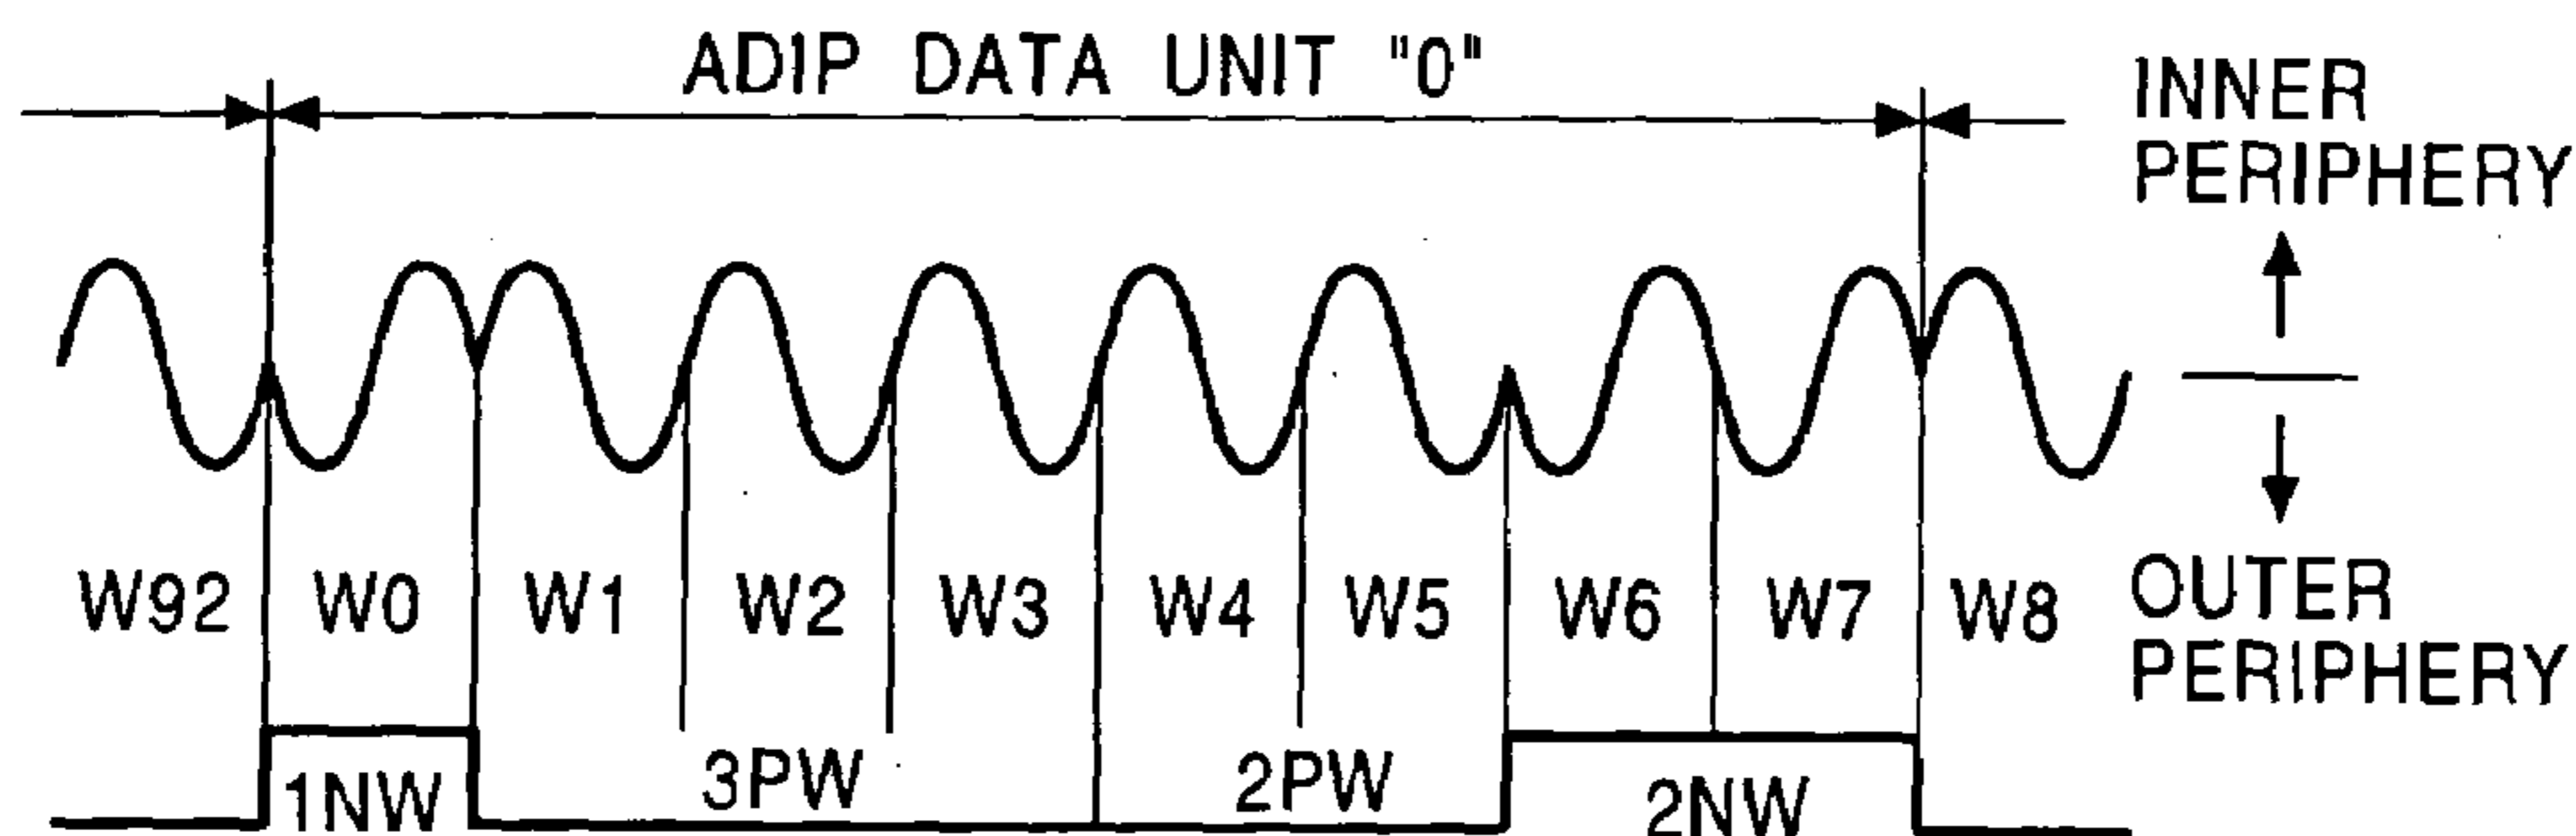 ADIP DATA UNIT "0"
INNER
PERIPHERY
W92 W0 W1 W2 W3 W4 W5 W6 W7 W8
OUTER
PERIPHERY
1NW 3PW 2PW 2NW